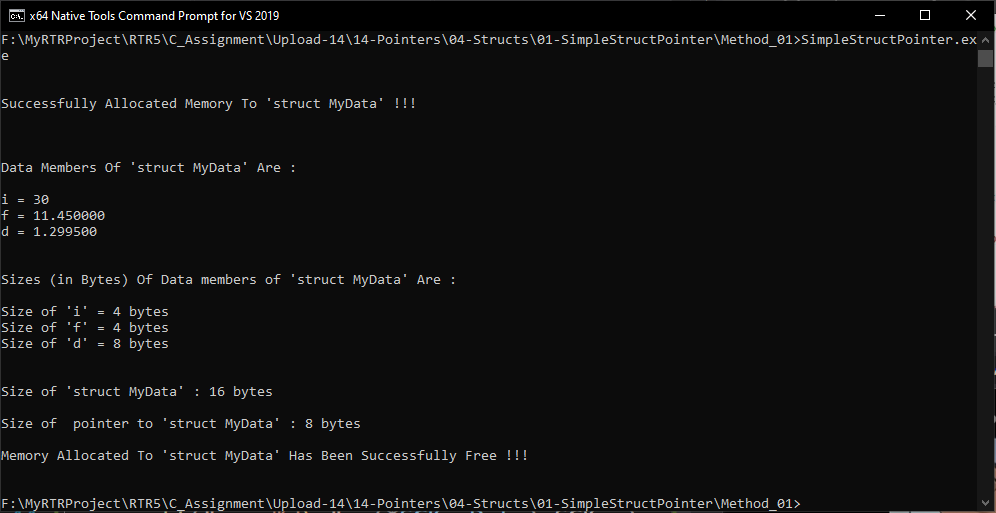 x64 Native Tools Command Prompt for VS 2019
F:\MyRTRProject\RTR5\C_Assignment\Upload-14\14-Pointers\04-Structs\01-SimpleStructPointer\Method_01>SimpleStructPointer.ex
e
Successfully Allocated Memory To 'struct MyData' !!!
Data Members Of 'struct MyData' Are :
i = 30
f = 11.450000
d = 1.299500
Sizes (in Bytes) Of Data members of 'struct MyData' Are :
Size of 'i' = 4 bytes
Size of 'f' = 4 bytes
Size of 'd' = 8 bytes
Size of 'struct MyData' : 16 bytes
Size of  pointer to 'struct MyData' : 8 bytes
Memory Allocated To 'struct MyData' Has Been Successfully Free !!!
F:\MyRTRProject\RTR5\C_Assignment\Upload-14\14-Pointers\04-Structs\01-SimpleStructPointer\Method_01>